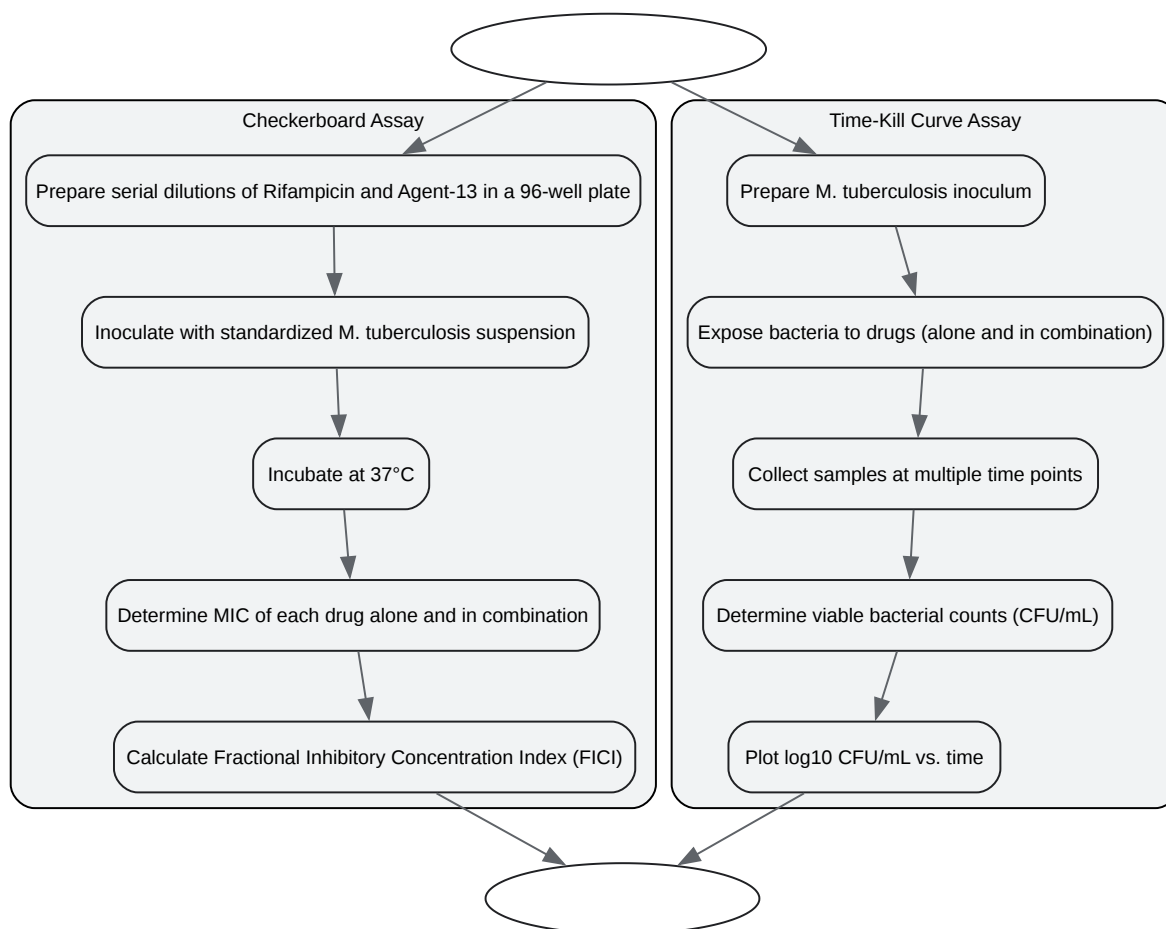 Checkerboard Assay
Prepare serial dilutions of Rifampicin and Agent-13 in a 96-well plate
Inoculate with standardized M. tuberculosis suspension
Incubate at 37°C
Determine MIC of each drug alone and in combination
Calculate Fractional Inhibitory Concentration Index (FICI)
Time-Kill Curve Assay
Prepare M. tuberculosis inoculum
Expose bacteria to drugs (alone and in combination)
Collect samples at multiple time points
Determine viable bacterial counts (CFU/mL)
Plot log10 CFU/mL vs. time